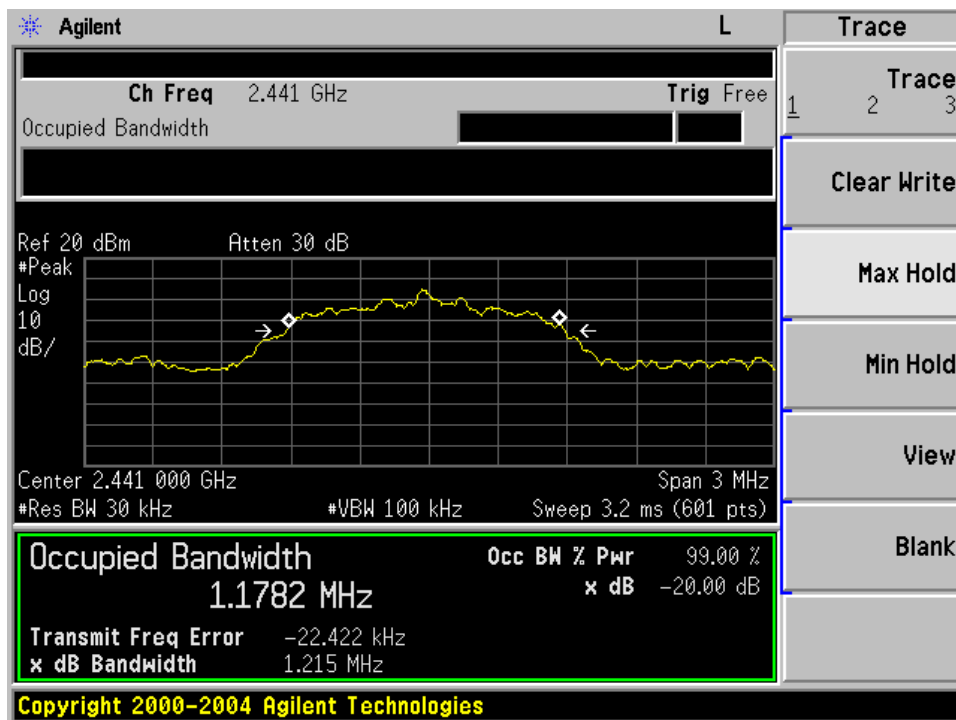 Agilent L
Ch Freq 2.441 GHz Trig Free
Occupied Bandwidth
Ref 20 dBm Atten 30 dB
#Peak
Log
10
dB/
Center 2.441 000 GHz Span 3 MHz
#Res BW 30 kHz #VBW 100 kHz Sweep 3.2 ms (601 pts)
Occupied Bandwidth
1.1782 MHz
Occ BW % Pwr 99.00 %
x dB -20.00 dB
Transmit Freq Error -22.422 kHz
x dB Bandwidth 1.215 MHz
Copyright 2000-2004 Agilent Technologies
Trace
Trace
1 2 3
Clear Write
Max Hold
Min Hold
View
Blank